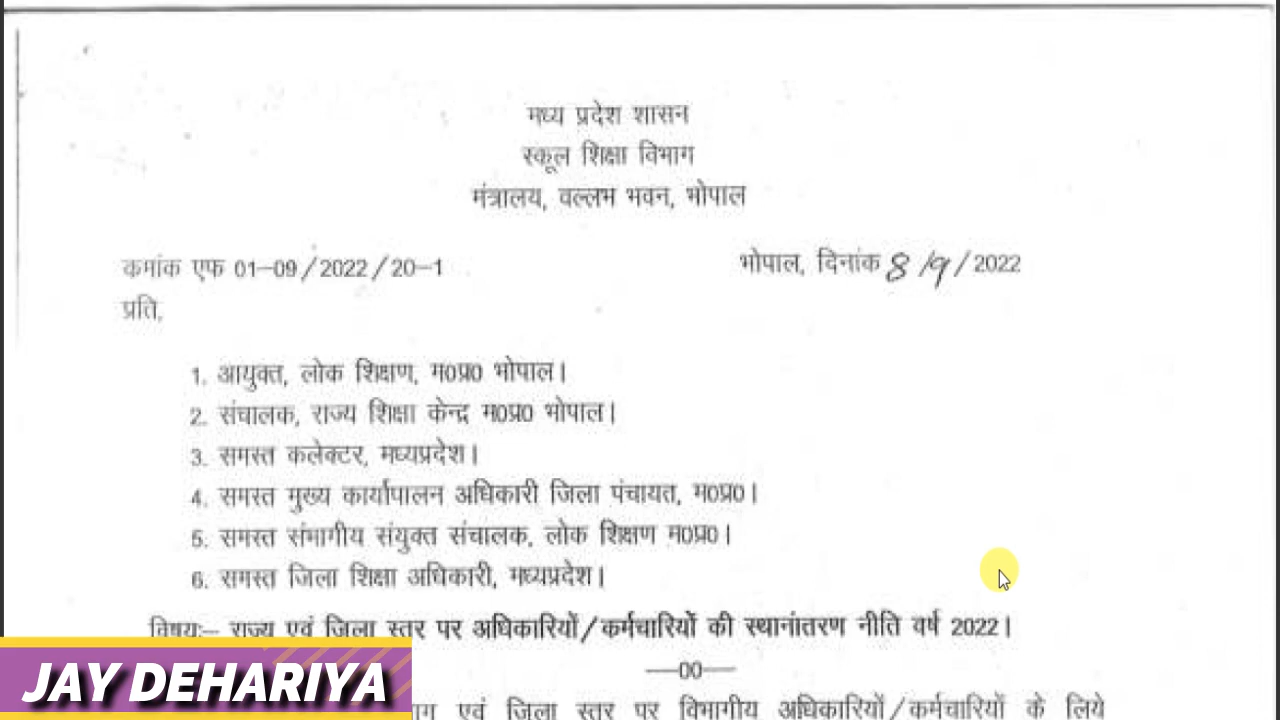 मध्य प्रदेश शासन
स्कूल शिक्षा विभाग
मंत्रालय, वल्लभ भवन, भोपाल
कमांक एफ 01–09/2022/20–1 भोपाल, दिनांक 8/9/2022
प्रति,
1. आयुक्त, लोक शिक्षण, म0प्र0 भोपाल।
2. संचालक, राज्य शिक्षा केन्द्र म0प्र0 भोपाल।
3. समस्त कलेक्टर, मध्यप्रदेश।
4. समस्त मुख्य कार्यापालन अधिकारी जिला पंचायत, म0प्र0।
5. समस्त संभागीय संयुक्त संचालक, लोक शिक्षण म0प्र0।
6. समस्त जिला शिक्षा अधिकारी, मध्यप्रदेश।
विषयः– राज्य एवं जिला स्तर पर अधिकारियों/कर्मचारियों की स्थानांतरण नीति वर्ष 2022।
—00—
एवं जिला स्तर पर विभागीय अधिकारियों/कर्मचारियों के लिये
JAY DEHARIYA